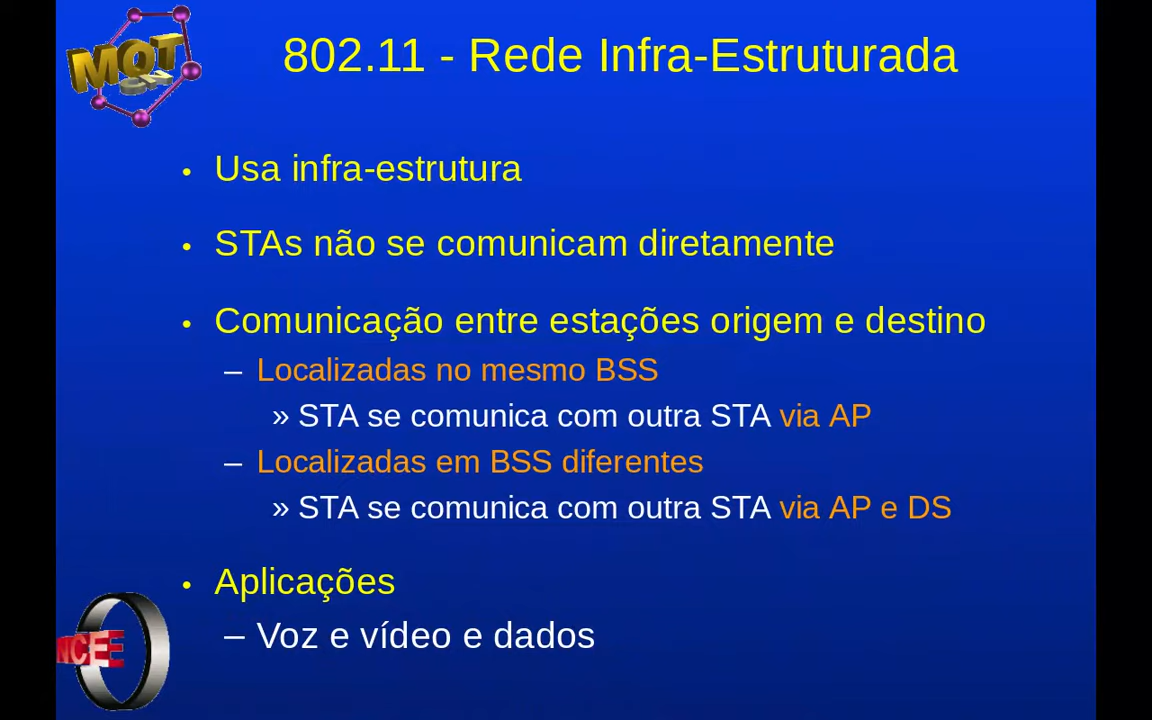 802.11 - Rede Infra-Estruturada
• Usa infra-estrutura
• STAs não se comunicam diretamente
• Comunicação entre estações origem e destino
– Localizadas no mesmo BSS
» STA se comunica com outra STA via AP
– Localizadas em BSS diferentes
» STA se comunica com outra STA via AP e DS
• Aplicações
– Voz e vídeo e dados